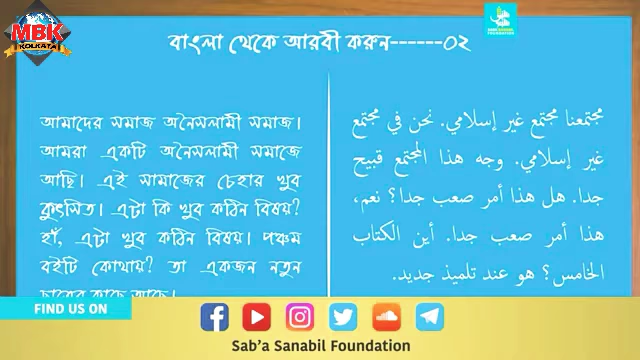 MBK
KOLKATA
বাংলা থেকে আরবী করুন------০২
আমাদের সমাজ অনৈসলামী সমাজ।
আমরা একটি অনৈসলামী সমাজে
আছি। এই সামাজের চেহার খুব
কুৎসিত। এটা কি খুব কঠিন বিষয়?
হাঁ, এটা খুব কঠিন বিষয়। পঞ্চম
বইটি কোথায়? তা একজন নতুন
ছাত্রের কাছে আছে।
مجتمعنا مجتمع غير إسلامي. نحن في مجتمع
غير إسلامي. وجه هذا المجتمع قبيح
جدا. هل هذا أمر صعب جدا؟ نعم،
هذا أمر صعب جدا. أين الكتاب
الخامس؟ هو عند تلميذ جديد.
FIND US ON
Sab'a Sanabil Foundation